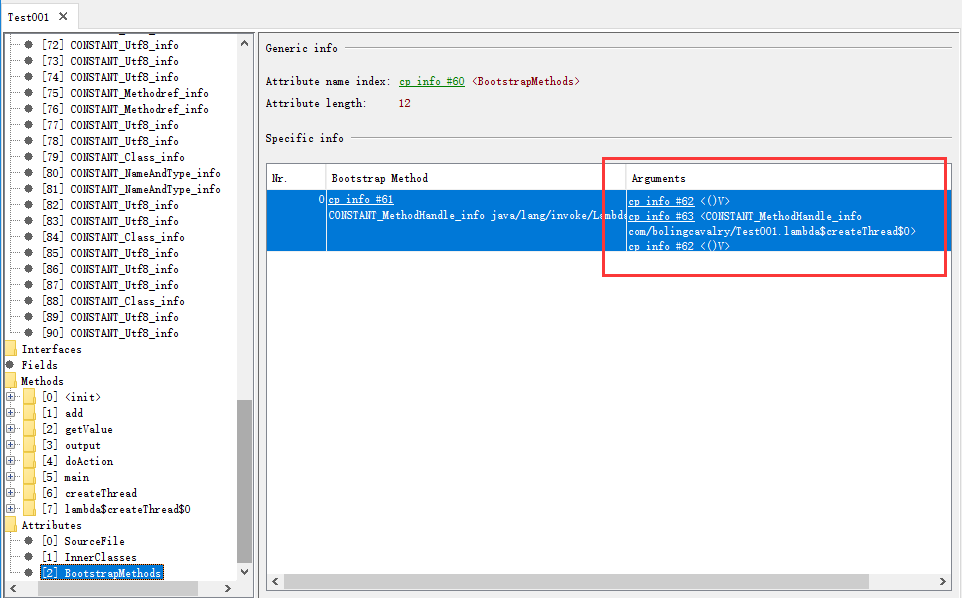 Test001
[72] CONSTANT_Utf8_info
[73] CONSTANT_Utf8_info
[74] CONSTANT_Utf8_info
[75] CONSTANT_Methodref_info
[76] CONSTANT_Methodref_info
[77] CONSTANT_Utf8_info
[78] CONSTANT_Utf8_info
[79] CONSTANT_Class_info
[80] CONSTANT_NameAndType_info
[81] CONSTANT_NameAndType_info
[82] CONSTANT_Utf8_info
[83] CONSTANT_Utf8_info
[84] CONSTANT_Class_info
[85] CONSTANT_Utf8_info
[86] CONSTANT_Utf8_info
[87] CONSTANT_Utf8_info
[88] CONSTANT_Class_info
[89] CONSTANT_Utf8_info
[90] CONSTANT_Utf8_info
Interfaces
Fields
Methods
[0] <init>
[1] add
[2] getValue
[3] output
[4] doAction
[5] main
[6] createThread
[7] lambda$createThread$0
Attributes
[0] SourceFile
[1] InnerClasses
[2] BootstrapMethods
Generic info
Attribute name index: cp info #60 <BootstrapMethods>
Attribute length: 12
Specific info
Nr. Bootstrap Method Arguments
0 cp info #61
CONSTANT_MethodHandle_info java/lang/invoke/Lambda
cp info #62 <()V>
cp info #63 <CONSTANT_MethodHandle_info
com/bolingcavalry/Test001.lambda$createThread$0>
cp info #62 <()V>